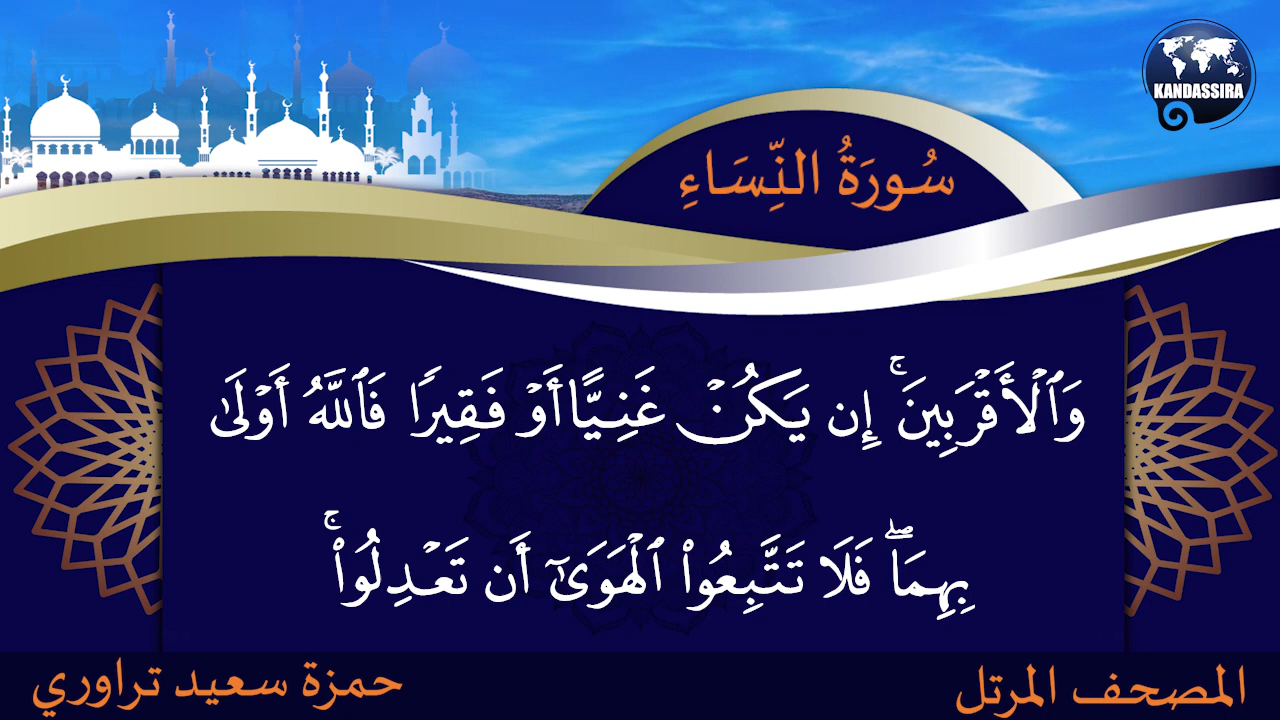 KANDASSIRA
سُورَةُ النِّسَاءِ
وَٱلۡأَقۡرَبِينَۚ إِن يَكُنۡ غَنِيًّا أَوۡ فَقِيرٗا فَٱللَّهُ أَوۡلَىٰ
بِهِمَاۖ فَلَا تَتَّبِعُواْ ٱلۡهَوَىٰٓ أَن تَعۡدِلُواْۚ
المصحف المرتل
حمزة سعيد تراوري